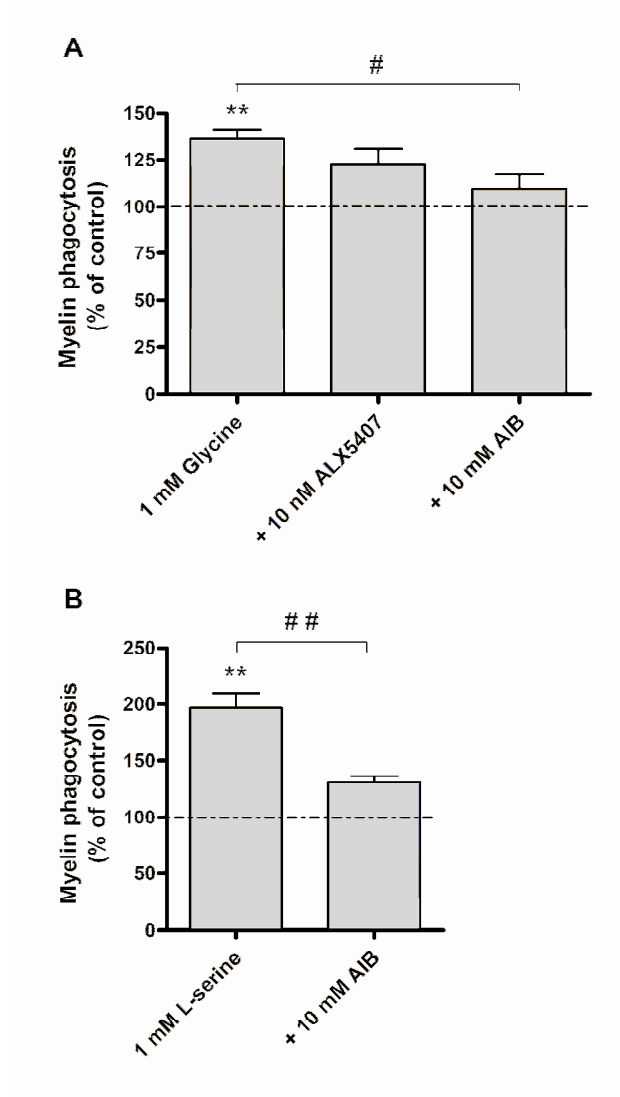 A
#
**
150
125
100
75
50
25
0
Myelin phagocytosis
(% of control)
1 mM Glycine
+ 10 nM ALX5407
+ 10 mM AIB
B
# #
**
250
200
150
100
50
0
Myelin phagocytosis
(% of control)
1 mM L-serine
+ 10 mM AIB